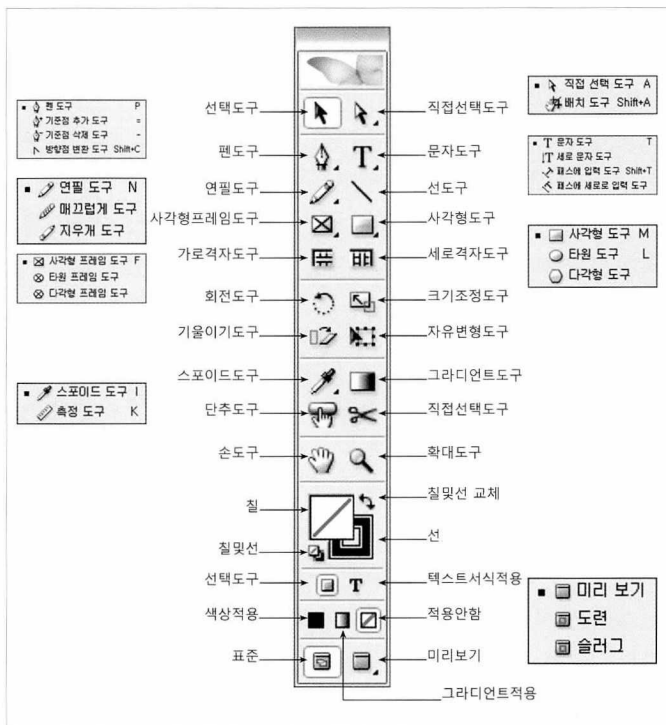 펜 도구 P
기준점 추가 도구 =
기준점 삭제 도구 -
방향점 변환 도구 Shift+C
연필 도구 N
매끄럽게 도구
지우개 도구
사각형 프레임 도구 F
타원 프레임 도구
다각형 프레임 도구
스포이드 도구 I
측정 도구 K
선택도구
펜도구
연필도구
사각형프레임도구
가로격자도구
회전도구
기울이기도구
스포이드도구
단추도구
손도구
칠
칠및선
선택도구
색상적용
표준
T
T
직접선택도구
문자도구
선도구
사각형도구
세로격자도구
크기조정도구
자유변형도구
그라디언트도구
직접선택도구
확대도구
칠및선 교체
선
텍스트서식적용
적용안함
미리보기
그라디언트적용
직접 선택 도구 A
배치 도구 Shift+A
T 문자 도구 T
T 세로 문자 도구
패스에 입력 도구 Shift+T
패스에 세로로 입력 도구
사각형 도구 M
타원 도구 L
다각형 도구
미리 보기
도련
슬러그